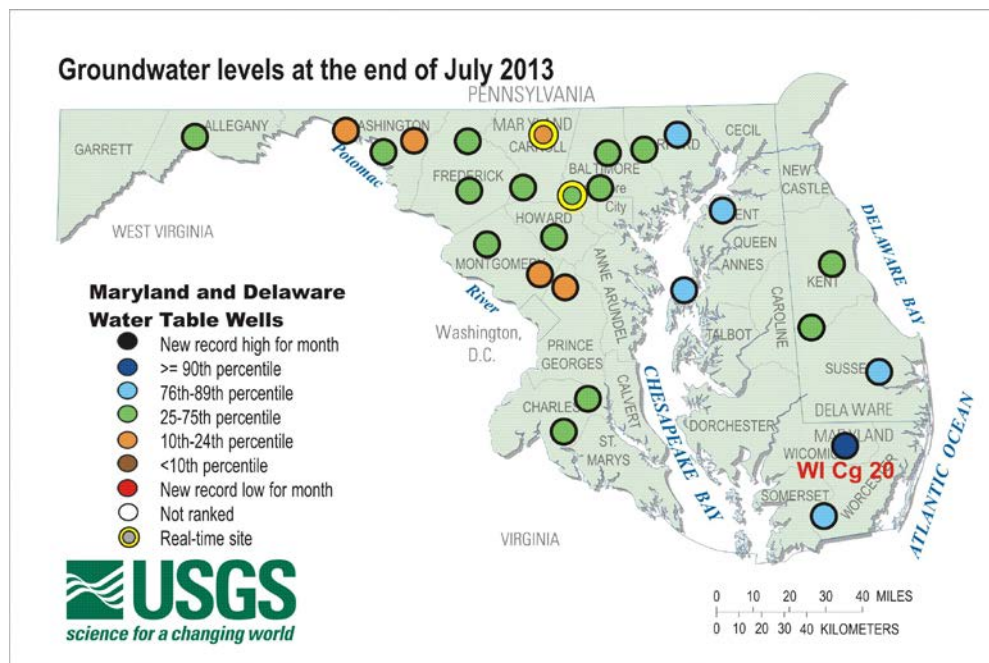 Groundwater levels at the end of July 2013
PENNSYLVANIA
GARRETT
ALLEGANY
ASHINGTON
MARYLAND
CARROLL
CECIL
FREDERICK
BALTIMORE
re
City
NEW
CASTLE
Potomac
WEST VIRGINIA
HOWARD
ENT
QUEEN
ANNES
DELAWARE BAY
MONTGOMERY
ANNE ARUNDEL
KENT
River
Washington,
D.C.
TALBOT
CAROLINE
PRINCE
GEORGES
CALVERT
SUSSE
CHARLES
ST.
MARYS
CHESAPEAKE BAY
DORCHESTER
DELAWARE
MARYLAND
WICOMI
WI Cg 20
SOMERSET
WORCESTER
ATLANTIC OCEAN
VIRGINIA
Maryland and Delaware
Water Table Wells
New record high for month
>= 90th percentile
76th-89th percentile
25-75th percentile
10th-24th percentile
<10th percentile
New record low for month
Not ranked
Real-time site
USGS
science for a changing world
0 10 20 30 40 MILES
0 10 20 30 40 KILOMETERS